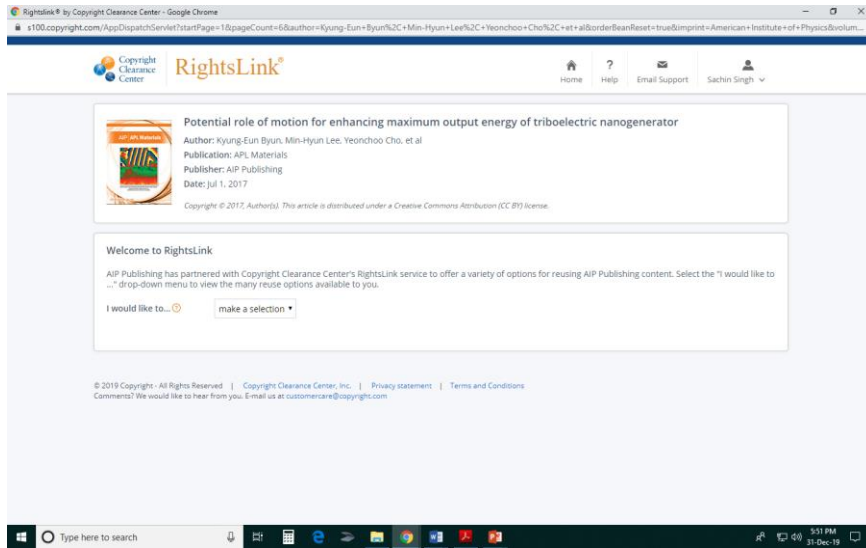 Rightslink® by Copyright Clearance Center - Google Chrome
s100.copyright.com/AppDispatchServlet?startPage=1&pageCount=6&author=Kyung-Eun+Byun%2C+Min-Hyun+Lee%2C+Yeonchoo+Cho%2C+et+al&orderBeanReset=true&imprint=American+Institute+of+Physics&volum...
Copyright
Clearance
Center
RightsLink®
Home
Help
Email Support
Sachin Singh
Potential role of motion for enhancing maximum output energy of triboelectric nanogenerator
Author: Kyung-Eun Byun, Min-Hyun Lee, Yeonchoo Cho, et al
Publication: APL Materials
Publisher: AIP Publishing
Date: Jul 1, 2017
Copyright © 2017, Author(s). This article is distributed under a Creative Commons Attribution (CC BY) license.
AIP | APL Materials
Welcome to RightsLink
AIP Publishing has partnered with Copyright Clearance Center's RightsLink service to offer a variety of options for reusing AIP Publishing content. Select the "I would like to
..." drop-down menu to view the many reuse options available to you.
I would like to... ?
make a selection
© 2019 Copyright - All Rights Reserved | Copyright Clearance Center, Inc. | Privacy statement | Terms and Conditions
Comments? We would like to hear from you. E-mail us at customercare@copyright.com
Type here to search
5:51 PM
31-Dec-19